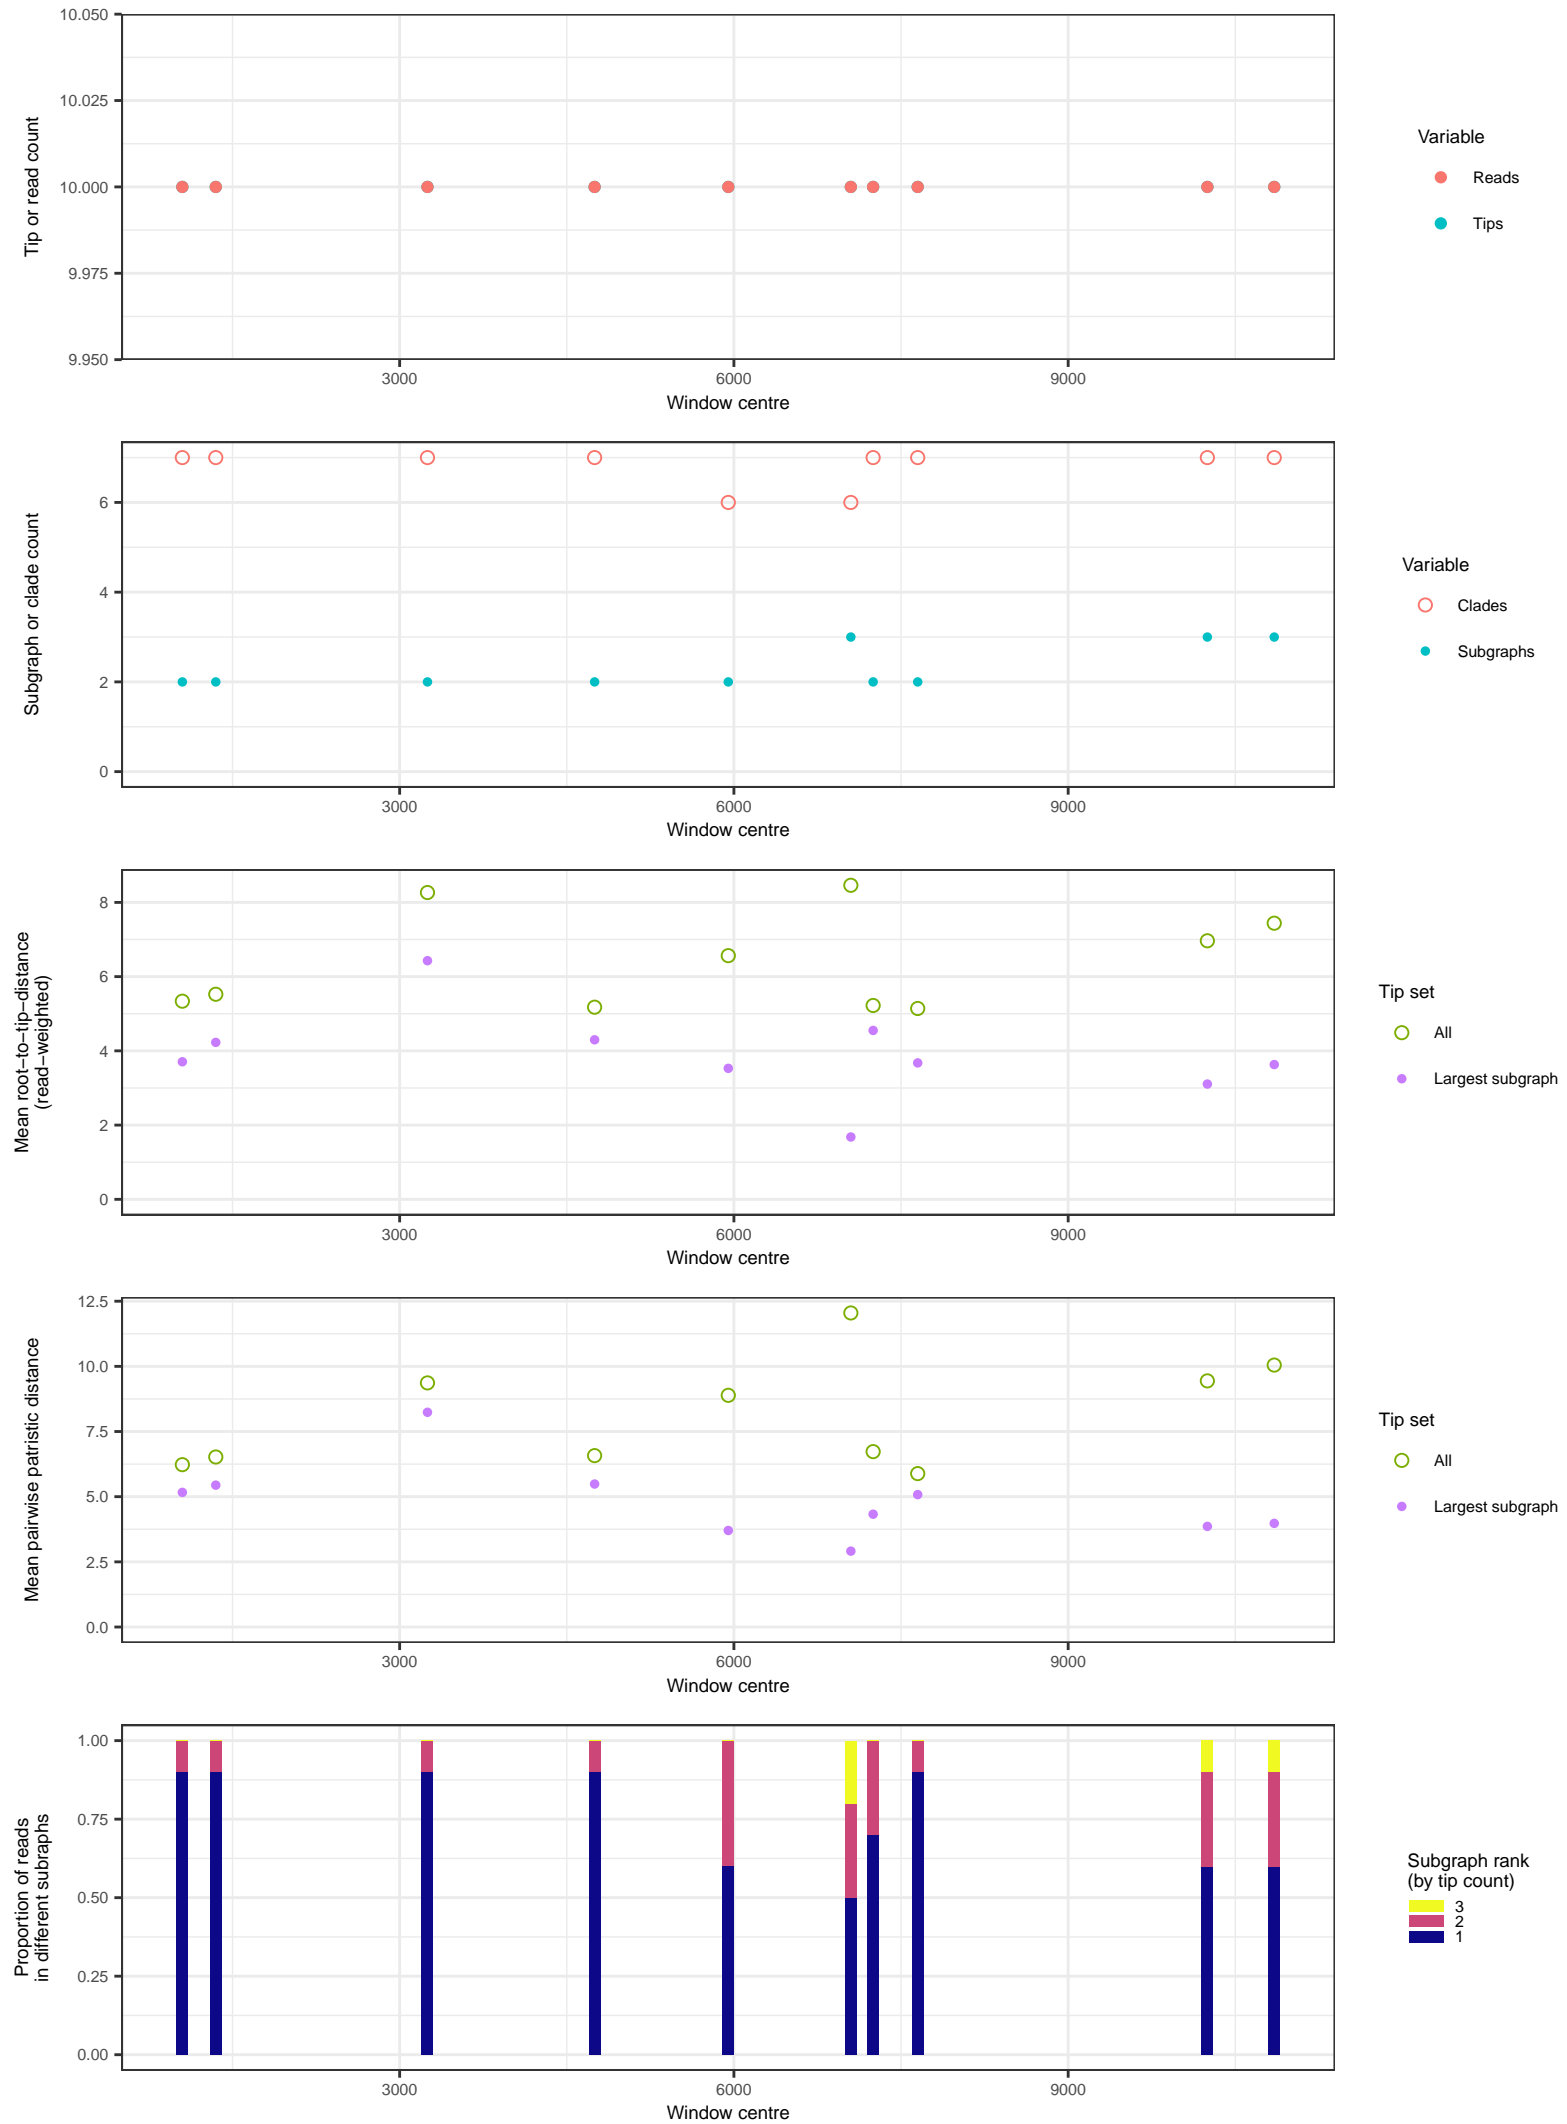 10.050
10.025
10.000
9.975
9.950
Tip or read count
3000
6000
9000
Window centre
Variable
Reads
Tips
6
4
2
0
Subgraph or clade count
3000
6000
9000
Window centre
Variable
Clades
Subgraphs
8
6
4
2
0
Mean root−to−tip−distance
(read−weighted)
3000
6000
9000
Window centre
Tip set
All
Largest subgraph
12.5
10.0
7.5
5.0
2.5
0.0
Mean pairwise patristic distance
3000
6000
9000
Window centre
Tip set
All
Largest subgraph
1.00
0.75
0.50
0.25
0.00
Proportion of reads
in different subraphs
3000
6000
9000
Window centre
Subgraph rank
(by tip count)
3
2
1